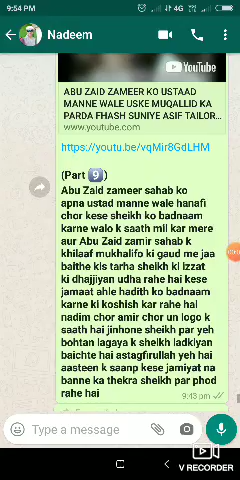 9:54 PM
4G
Nadeem
YouTube
ABU ZAID ZAMEER KO USTAAD
MANNE WALE USKE MUQALLID KA
PARDA FHASH SUNIYE ASIF TAILOR...
www.youtube.com
https://youtu.be/vqMir8GdLHM
(Part 9)
Abu Zaid zameer sahab ko
apna ustad manne wale hanafi
chor kese sheikh ko badnaam
karne walo k saath mil kar mere
aur Abu Zaid zamir sahab k
khilaaf mukhalifo ki gaud me jaa
baithe kis tarha sheikh ki izzat
ki dhajjiyan udha rahe hai kese
jamaat ahle hadith ko badnaam
karne ki koshish kar rahe hai
nadim chor amir chor un logo k
saath hai jinhone sheikh par yeh
bohtan lagaya k sheikh ladkiyan
baichte hai astagfirullah yeh hai
aasteen k saanp kese jamiyat na
banne ka thekra sheikh par phod
rahe hai
9:43 pm
Type a message
V RECORDER